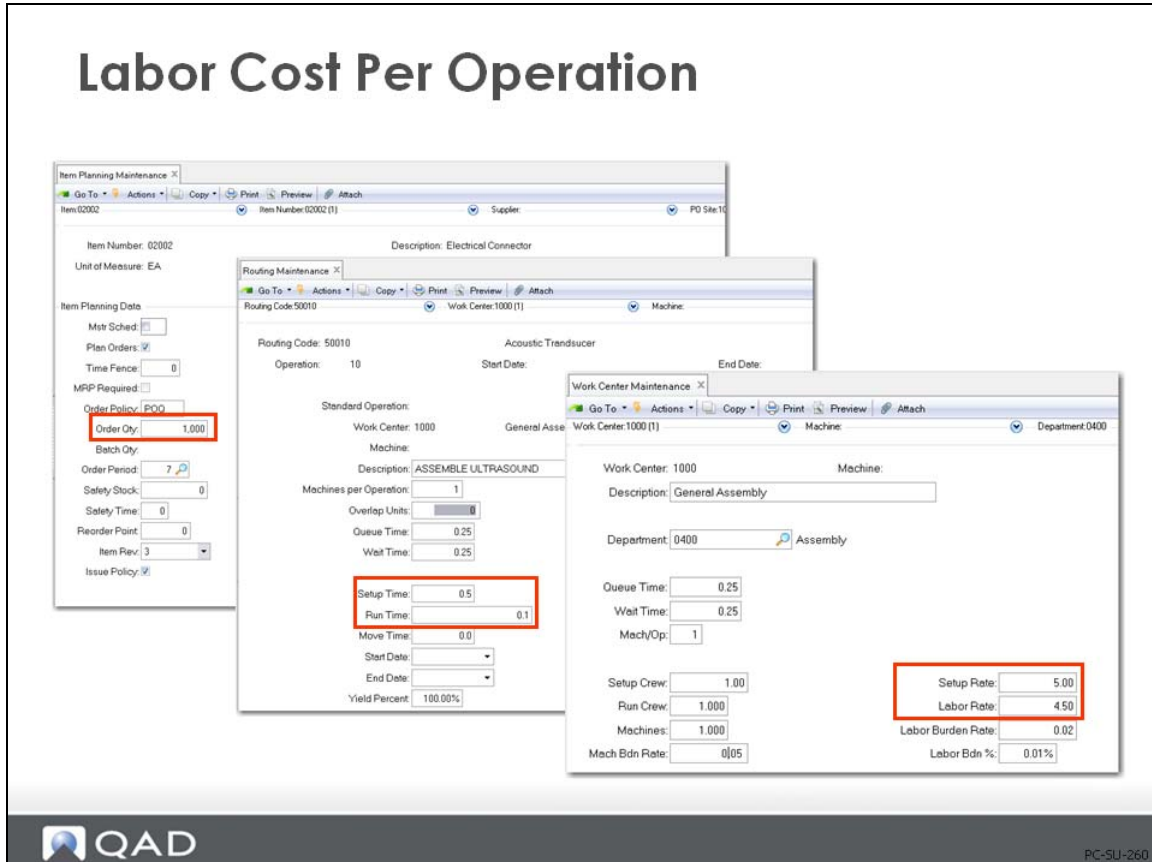 Labor Cost Per Operation
Item Planning Maintenance X
Go To Actions Copy Print Preview Attach
Item:02002 Item Number:02002 (1) Supplier: PO Site:10
Item Number: 02002 Description: Electrical Connector
Unit of Measure: EA
Item Planning Data
Mstr Sched:
Plan Orders:
Time Fence: 0
MRP Required:
Order Policy: POQ
Order Qty: 1,000
Batch Qty:
Order Period: 7
Safety Stock: 0
Safety Time: 0
Reorder Point: 0
Item Rev: 3
Issue Policy:
Routing Maintenance X
Go To Actions Copy Print Preview Attach
Routing Code:50010 Work Center:1000 (1) Machine:
Routing Code: 50010 Acoustic Trandsucer
Operation: 10 Start Date: End Date:
Standard Operation:
Work Center: 1000 General Asse
Machine:
Description: ASSEMBLE ULTRASOUND
Machines per Operation: 1
Overlap Units: 0
Queue Time: 0.25
Wait Time: 0.25
Setup Time: 0.5
Run Time: 0.1
Move Time: 0.0
Start Date:
End Date:
Yield Percent: 100.00%
Work Center Maintenance X
Go To Actions Copy Print Preview Attach
Work Center:1000 (1) Machine: Department:0400
Work Center: 1000 Machine:
Description: General Assembly
Department: 0400 Assembly
Queue Time: 0.25
Wait Time: 0.25
Mach/Op: 1
Setup Crew: 1.00 Setup Rate: 5.00
Run Crew: 1.000 Labor Rate: 4.50
Machines: 1.000 Labor Burden Rate: 0.02
Mach Bdn Rate: 0.05 Labor Bdn %: 0.01%
QAD
PC-SU-260